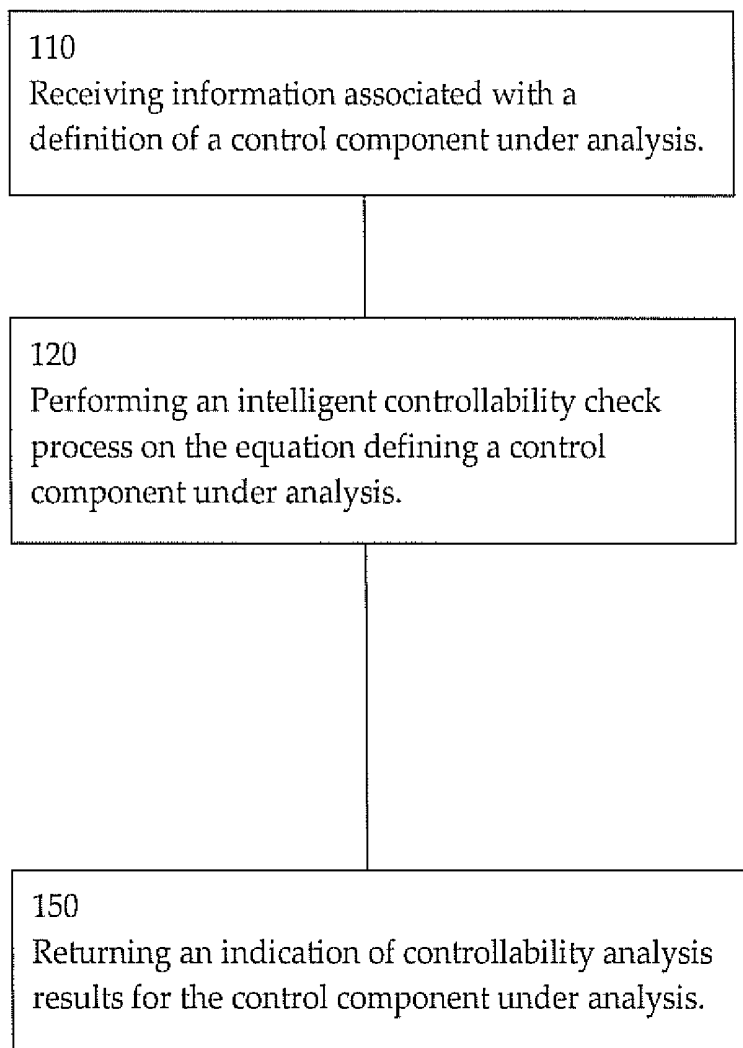 110
Receiving information associated with a
definition of a control component under analysis.
120
Performing an intelligent controllability check
process on the equation defining a control
component under analysis.
150
Returning an indication of controllability analysis
results for the control component under analysis.